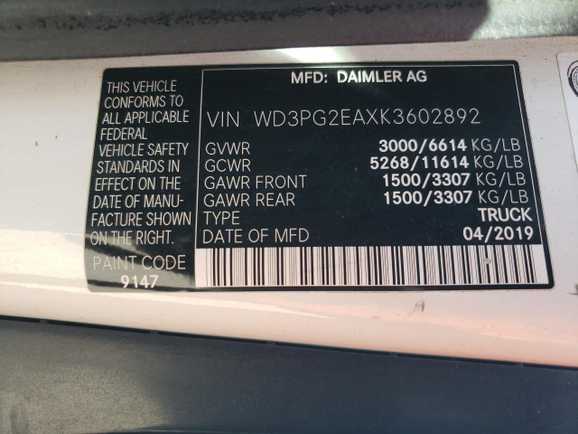 THIS VEHICLE
CONFORMS TO
ALL APPLICABLE
FEDERAL
VEHICLE SAFETY
STANDARDS IN
EFFECT ON THE
DATE OF MANU-
FACTURE SHOWN
ON THE RIGHT.
PAINT CODE
9147
MFD: DAIMLER AG
VIN WD3PG2EAXK3602892
GVWR 3000/6614 KG/LB
GCWR 5268/11614 KG/LB
GAWR FRONT 1500/3307 KG/LB
GAWR REAR 1500/3307 KG/LB
TYPE TRUCK
DATE OF MFD 04/2019